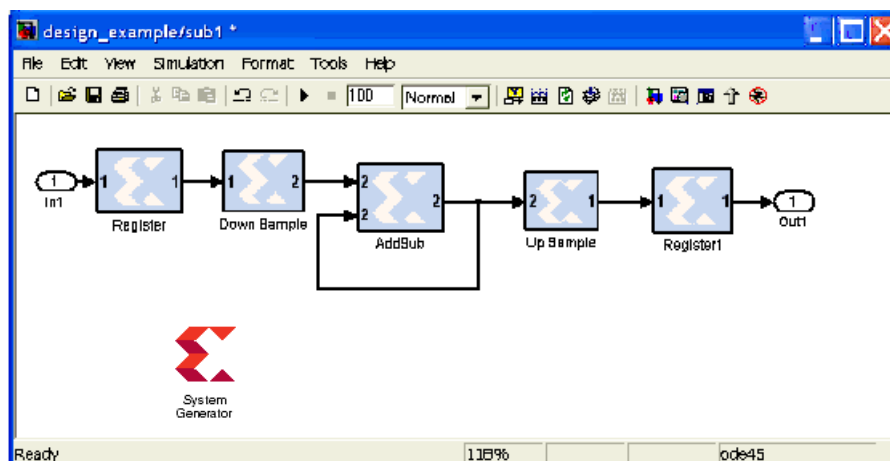 design_example/sub1 *
File Edit View Simulation Format Tools Help
100 Normal
1 1 1 1 2 2 2 2 2 1 1 1 1
In1 Register Down Sample AddSub Up Sample Register1 Out1
System
Generator
Ready 118% ode45